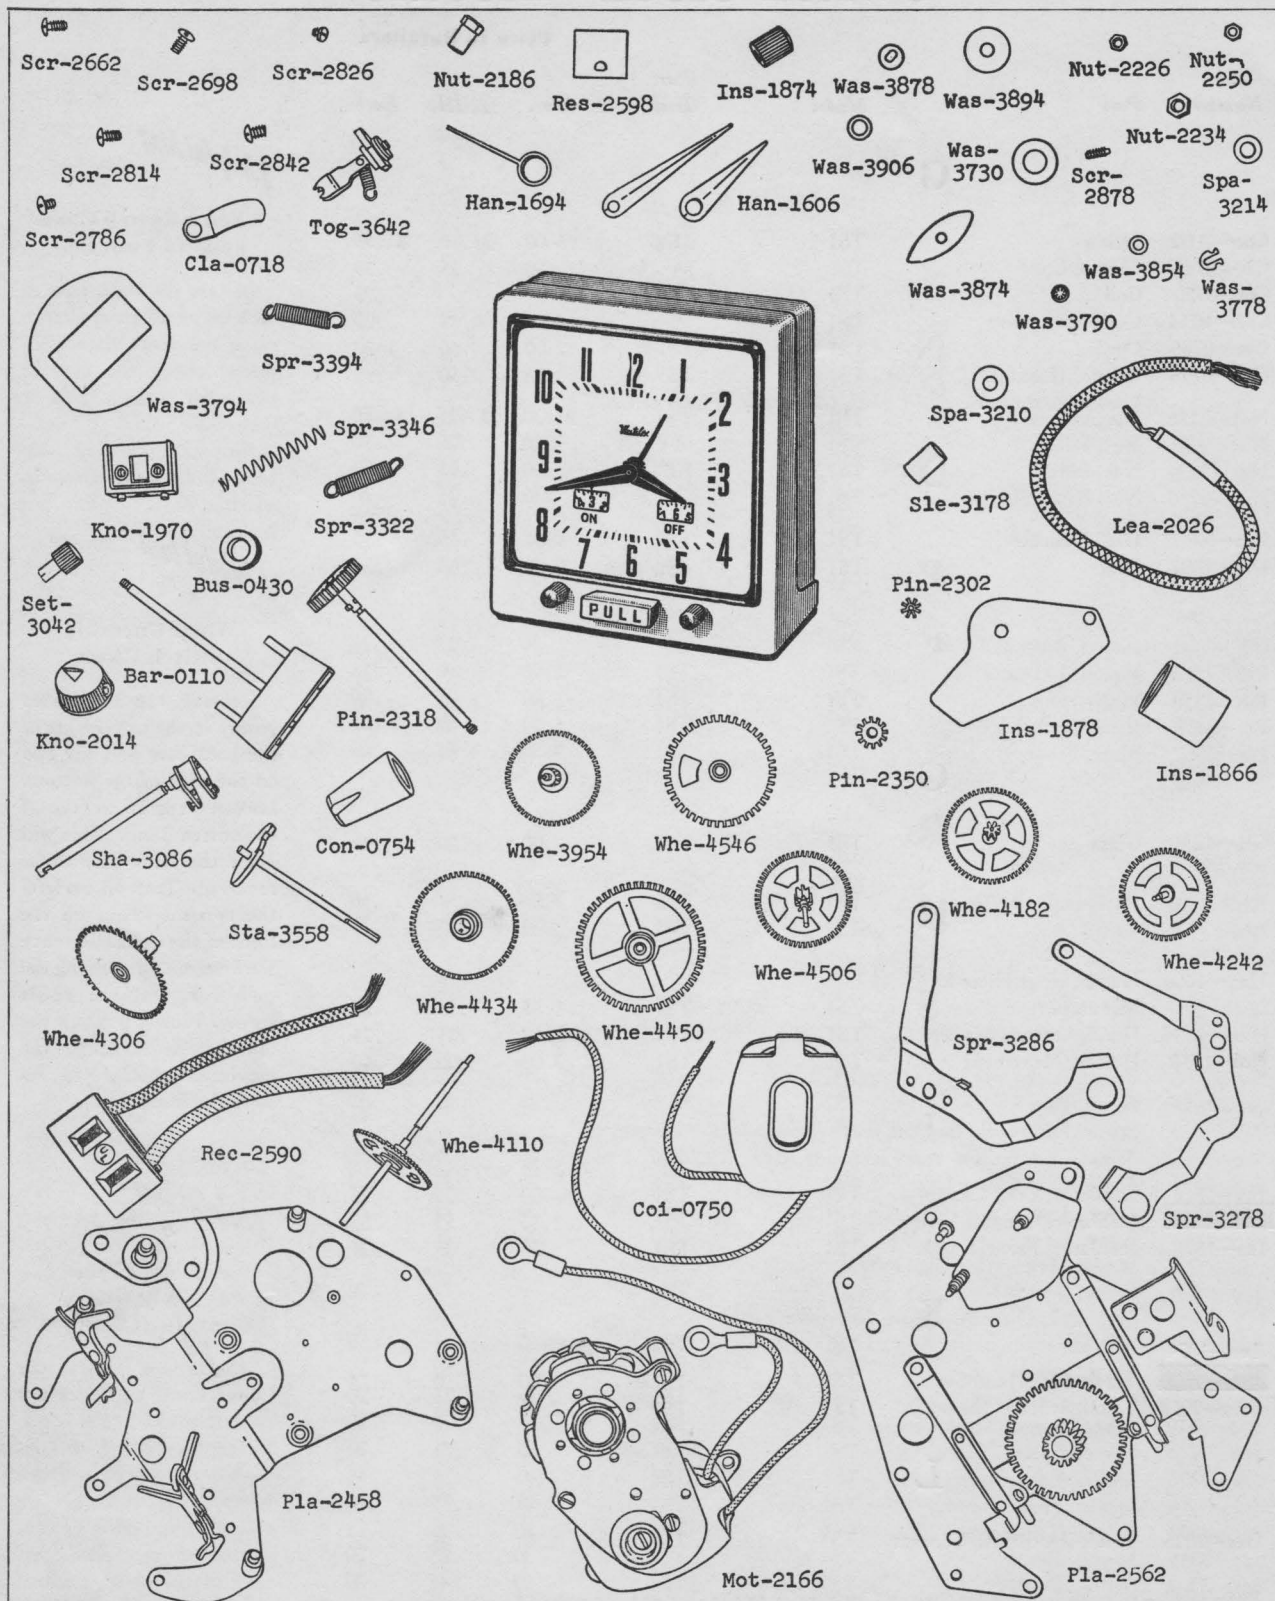 Scr-2662
Scr-2698
Scr-2826
Nut-2186
Res-2598
Ins-1874
Was-3878
Was-3894
Nut-2226
Nut-
2250
Scr-2814
Scr-2842
Tog-3642
Han-1694
Han-1606
Was-3906
Was-
3730
Nut-2234
Scr-
2878
Spa-
3214
Scr-2786
Cla-0718
Was-3874
Was-3854
Was-
3778
Was-3790
Was-3794
Spr-3394
Spr-3346
Kno-1970
Spr-3322
Spa-3210
Sle-3178
Lea-2026
11 12 1
10 2
Westclox
9 3
3
ON
6
OFF
8 4
7 6 5
PULL
Set-
3042
Bus-0430
Bar-0110
Pin-2302
Kno-2014
Pin-2318
Ins-1878
Ins-1866
Pin-2350
Sha-3086
Con-0754
Whe-3954
Whe-4546
Whe-4182
Sta-3558
Whe-4506
Whe-4242
Whe-4306
Whe-4434
Whe-4450
Spr-3286
Rec-2590
Whe-4110
Coi-0750
Spr-3278
Pla-2458
Mot-2166
Pla-2562